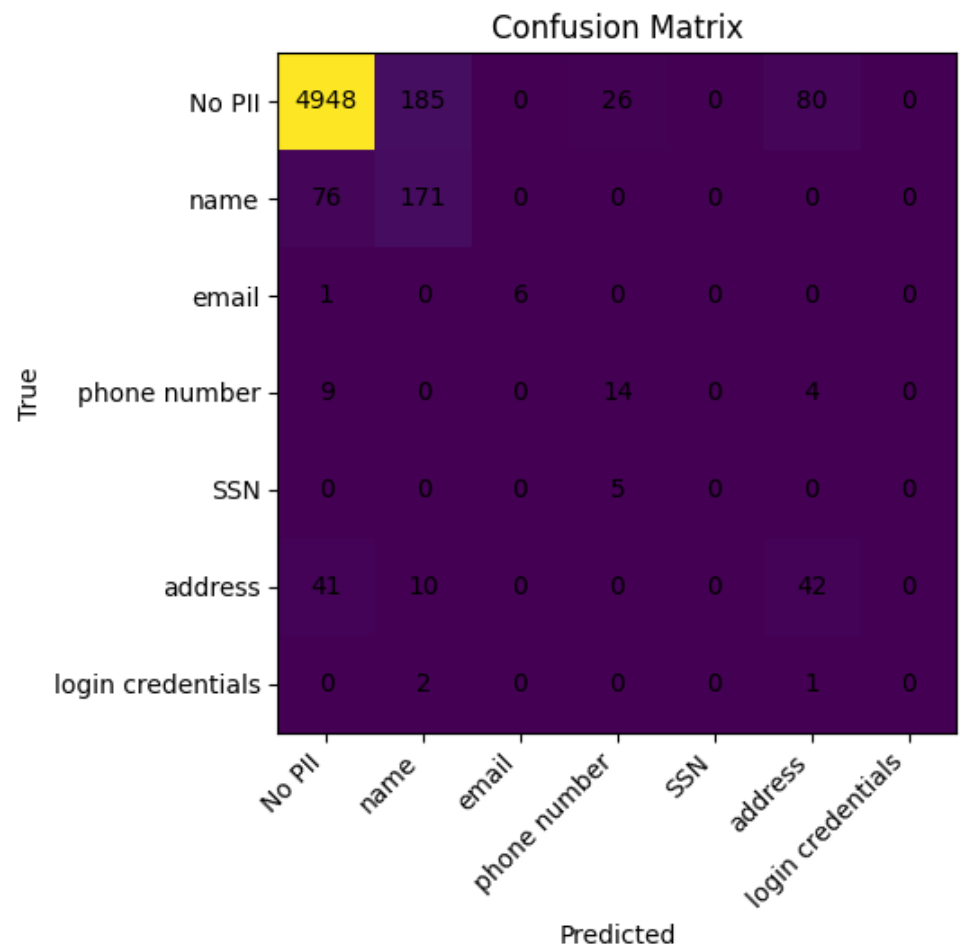 Confusion Matrix
No PII 4948 185 0 26 0 80 0
name 76 171 0 0 0 0 0
email 1 0 6 0 0 0 0
True
phone number 9 0 0 14 0 4 0
SSN 0 0 0 5 0 0 0
address 41 10 0 0 0 42 0
login credentials 0 2 0 0 0 1 0
No PII
name
email
phone number
SSN
address
login credentials
Predicted